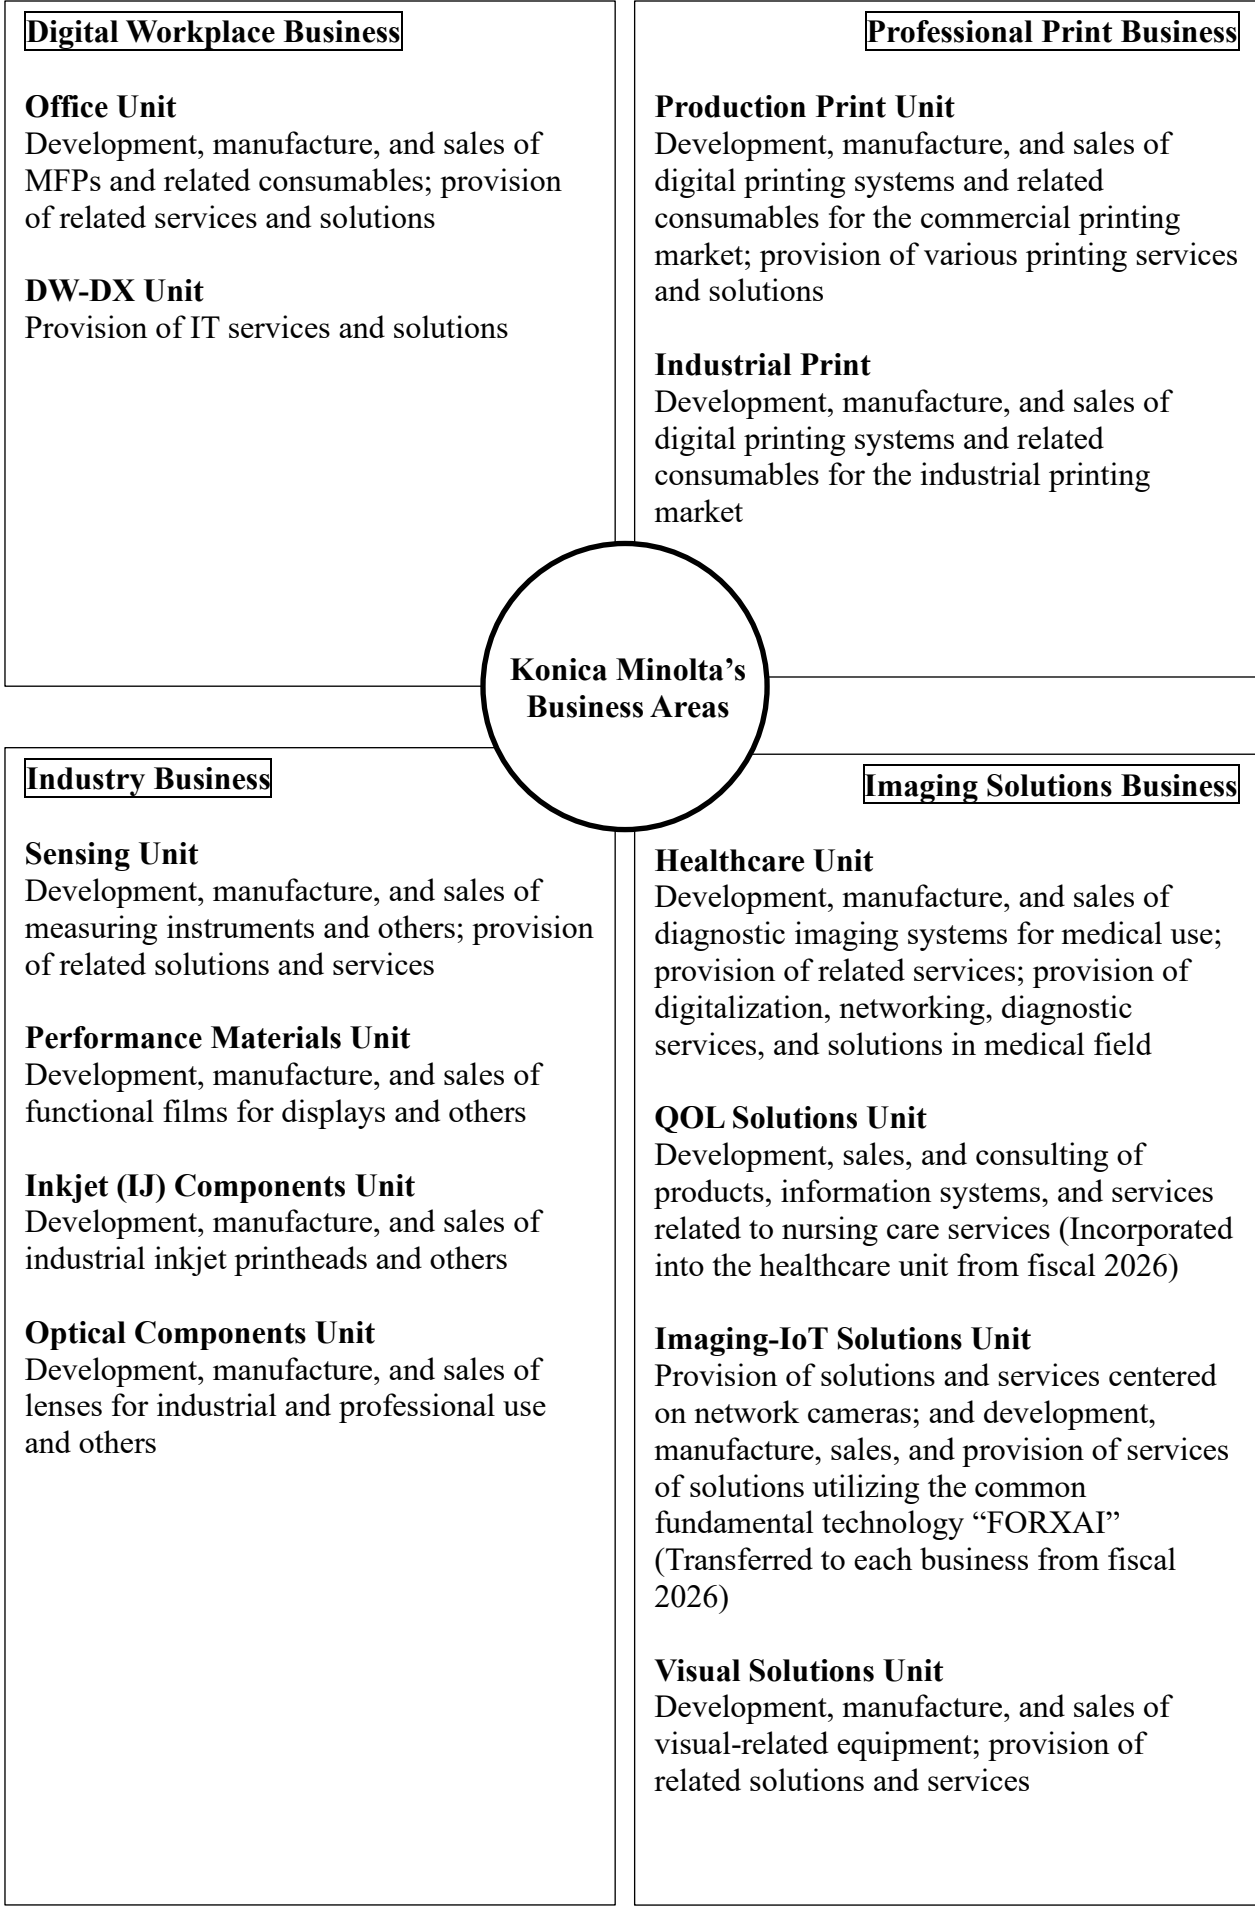 Digital Workplace Business
Office Unit
Development, manufacture, and sales of
MFPs and related consumables; provision
of related services and solutions
DW-DX Unit
Provision of IT services and solutions
Professional Print Business
Production Print Unit
Development, manufacture, and sales of
digital printing systems and related
consumables for the commercial printing
market; provision of various printing services
and solutions
Industrial Print
Development, manufacture, and sales of
digital printing systems and related
consumables for the industrial printing
market
Konica Minolta’s
Business Areas
Industry Business
Sensing Unit
Development, manufacture, and sales of
measuring instruments and others; provision
of related solutions and services
Performance Materials Unit
Development, manufacture, and sales of
functional films for displays and others
Inkjet (IJ) Components Unit
Development, manufacture, and sales of
industrial inkjet printheads and others
Optical Components Unit
Development, manufacture, and sales of
lenses for industrial and professional use
and others
Imaging Solutions Business
Healthcare Unit
Development, manufacture, and sales of
diagnostic imaging systems for medical use;
provision of related services; provision of
digitalization, networking, diagnostic
services, and solutions in medical field
QOL Solutions Unit
Development, sales, and consulting of
products, information systems, and services
related to nursing care services (Incorporated
into the healthcare unit from fiscal 2026)
Imaging-IoT Solutions Unit
Provision of solutions and services centered
on network cameras; and development,
manufacture, sales, and provision of services
of solutions utilizing the common
fundamental technology “FORXAI”
(Transferred to each business from fiscal
2026)
Visual Solutions Unit
Development, manufacture, and sales of
visual-related equipment; provision of
related solutions and services